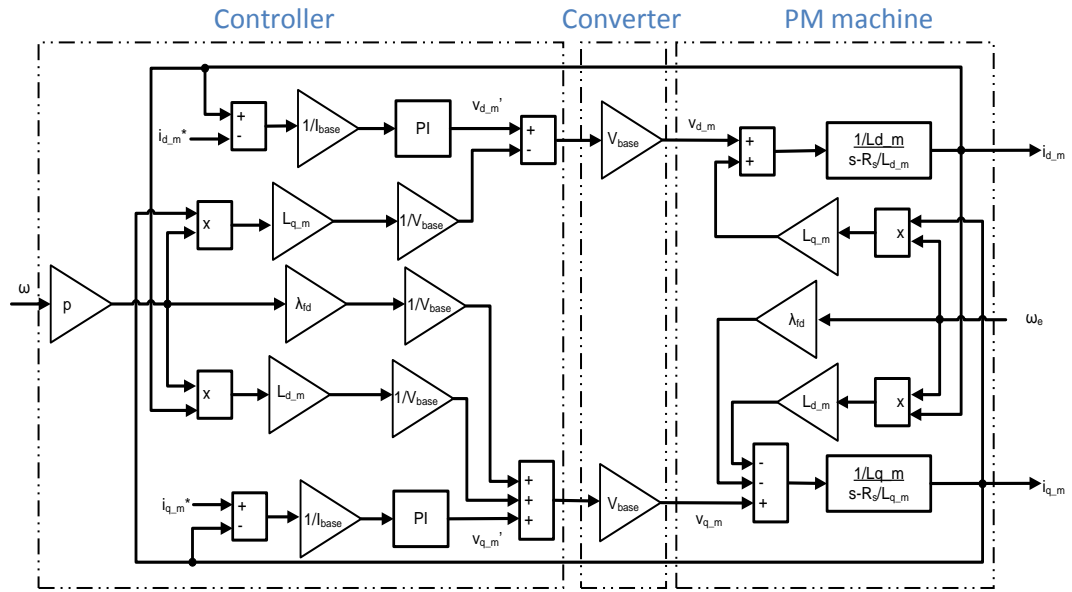 Controller Converter PM machine
+
-
i_d_m*
1/I_base
PI
v_d_m'
+
-
V_base
v_d_m
+
+
1/Ld_m
s-R_s/L_d_m
i_d_m
x
L_q_m
1/V_base
L_q_m
x
ω
p
λ_fd
1/V_base
λ_fd
ω_e
x
L_d_m
1/V_base
L_d_m
x
i_q_m*
+
-
1/I_base
PI
v_q_m'
+
+
+
V_base
v_q_m
-
-
+
1/Lq_m
s-R_s/L_q_m
i_q_m